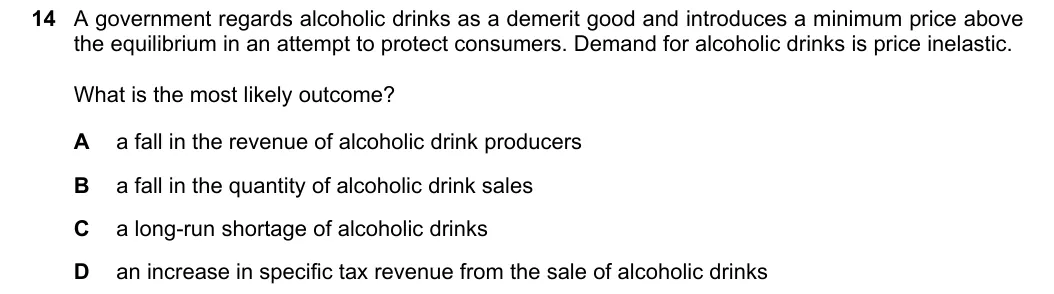 14 A government regards alcoholic drinks as a demerit good and introduces a minimum price above
the equilibrium in an attempt to protect consumers. Demand for alcoholic drinks is price inelastic.
What is the most likely outcome?
A a fall in the revenue of alcoholic drink producers
B a fall in the quantity of alcoholic drink sales
C a long-run shortage of alcoholic drinks
D an increase in specific tax revenue from the sale of alcoholic drinks